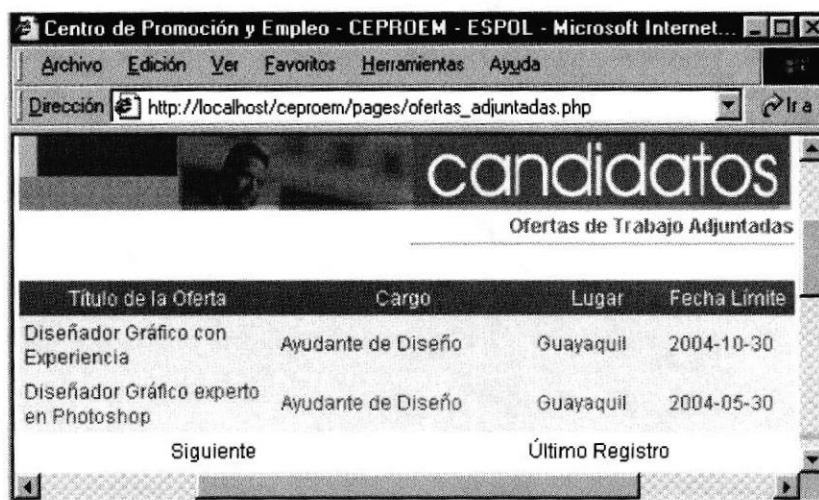 Centro de Promoción y Empleo - CEPROEM - ESPOL - Microsoft Internet...
Archivo Edición Ver Favoritos Herramientas Ayuda
Dirección http://localhost/ceproem/pages/ofertas_adjuntadas.php Ir a
candidatos
Ofertas de Trabajo Adjuntadas
Título de la Oferta Cargo Lugar Fecha Límite
Diseñador Gráfico con
Experiencia Ayudante de Diseño Guayaquil 2004-10-30
Diseñador Gráfico experto
en Photoshop Ayudante de Diseño Guayaquil 2004-05-30
Siguiente Último Registro